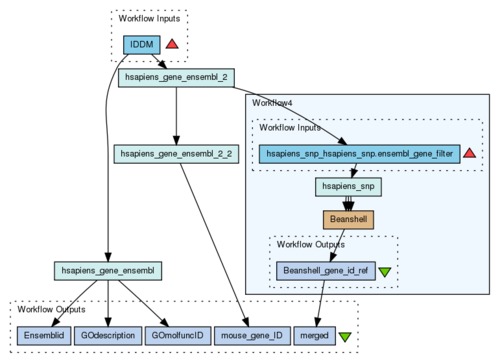 Workflow Inputs
IDDM
hsapiens_gene_ensembl_2
Workflow4
Workflow Inputs
hsapiens_gene_ensembl_2_2
hsapiens_snp_hsapiens_snp.ensembl_gene_filter
hsapiens_snp
Beanshell
Workflow Outputs
hsapiens_gene_ensembl
Beanshell_gene_id_ref
Workflow Outputs
Ensemblid
GOdescription
GOmolfuncID
mouse_gene_ID
merged